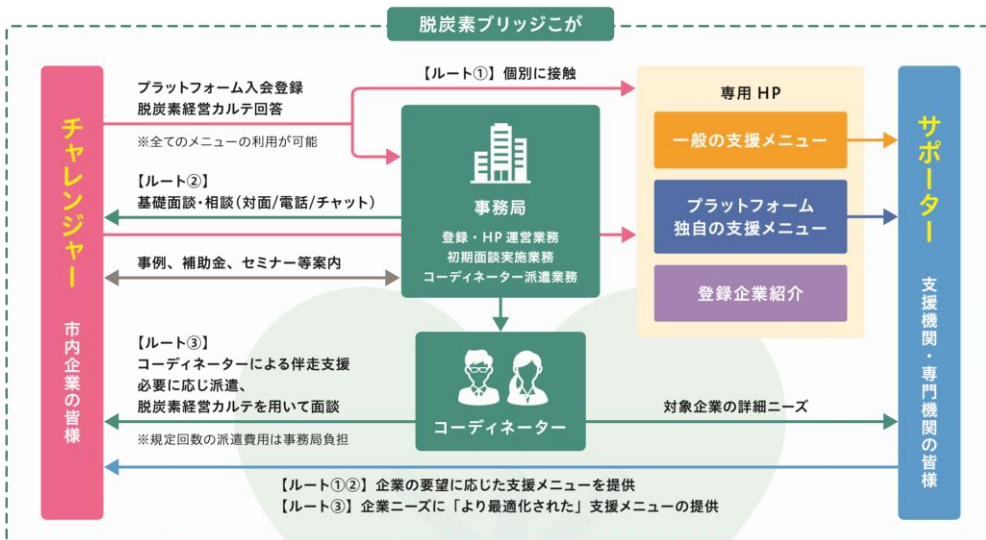 脱炭素ブリッジこが
チャレンジャー
市内企業の皆様
プラットフォーム入会登録
脱炭素経営カルテ回答
※全てのメニューの利用が可能
【ルート①】個別に接触
【ルート②】
基礎面談・相談(対面/電話/チャット)
事例、補助金、セミナー等案内
事務局
登録・HP運営業務
初期面談実施業務
コーディネーター派遣業務
専用HP
一般の支援メニュー
プラットフォーム
独自の支援メニュー
登録企業紹介
サポーター
支援機関・専門機関の皆様
【ルート③】
コーディネーターによる伴走支援
必要に応じ派遣、
脱炭素経営カルテを用いて面談
※規定回数の派遣費用は事務局負担
コーディネーター
対象企業の詳細ニーズ
【ルート①②】企業の要望に応じた支援メニューを提供
【ルート③】企業ニーズに「より最適化された」支援メニューの提供